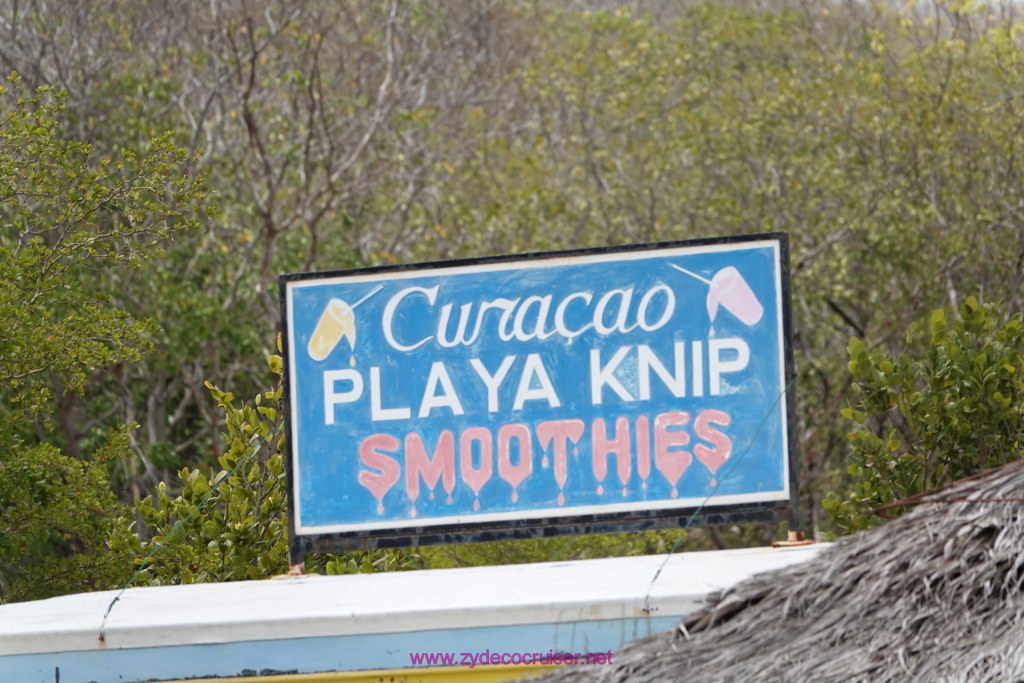 Curaçao
PLAYA KNIP
SMOOTHIES
www.zydecocruiser.net